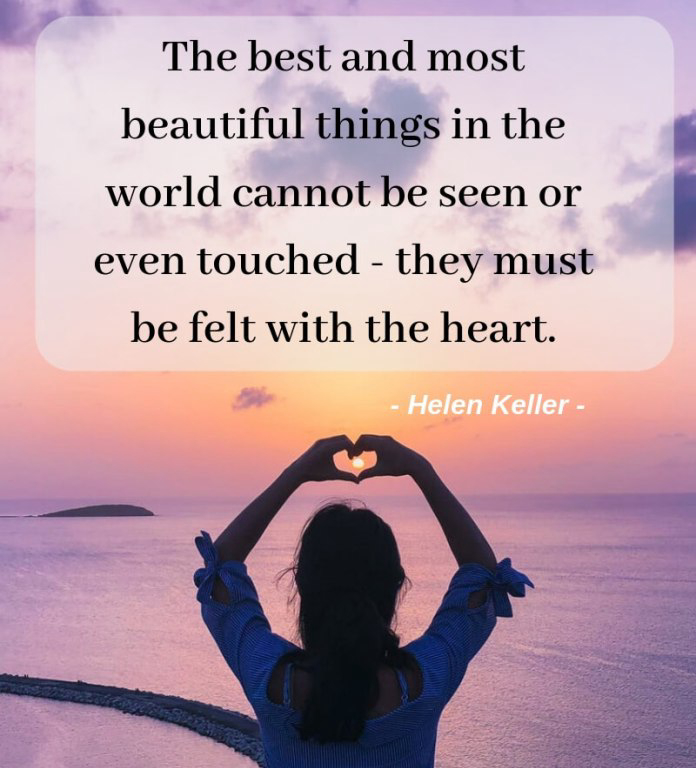 The best and most
beautiful things in the
world cannot be seen or
even touched - they must
be felt with the heart.
- Helen Keller -